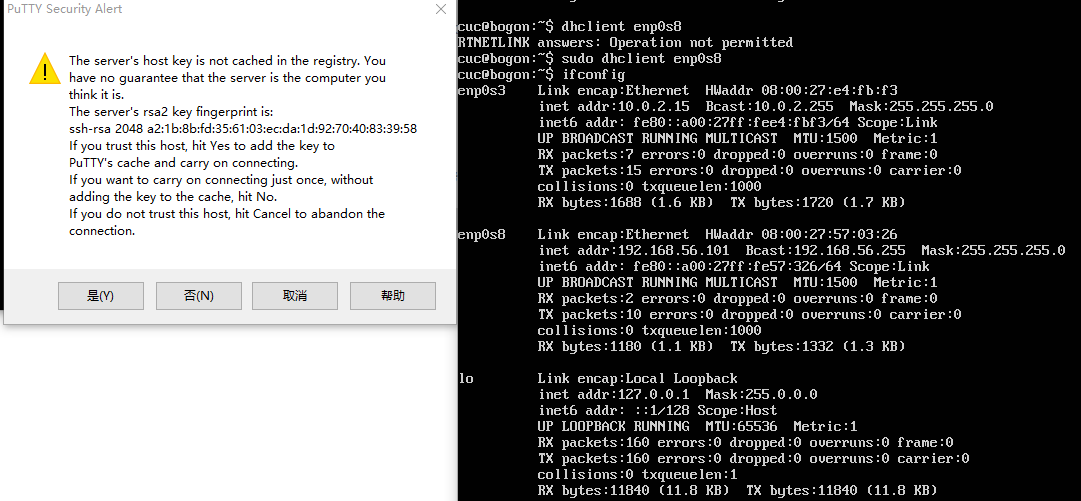 PuTTY Security Alert
The server's host key is not cached in the registry. You
have no guarantee that the server is the computer you
think it is.
The server's rsa2 key fingerprint is:
ssh-rsa 2048 a2:1b:8b:fd:35:61:03:ec:da:1d:92:70:40:83:39:58
If you trust this host, hit Yes to add the key to
PuTTY's cache and carry on connecting.
If you want to carry on connecting just once, without
adding the key to the cache, hit No.
If you do not trust this host, hit Cancel to abandon the
connection.
是(Y) 否(N) 取消 帮助
cuc@bogon:~$ dhclient enp0s8
RTNETLINK answers: Operation not permitted
cuc@bogon:~$ sudo dhclient enp0s8
cuc@bogon:~$ ifconfig
enp0s3 Link encap:Ethernet HWaddr 08:00:27:e4:fb:f3
inet addr:10.0.2.15 Bcast:10.0.2.255 Mask:255.255.255.0
inet6 addr: fe80::a00:27ff:fee4:fbf3/64 Scope:Link
UP BROADCAST RUNNING MULTICAST MTU:1500 Metric:1
RX packets:7 errors:0 dropped:0 overruns:0 frame:0
TX packets:15 errors:0 dropped:0 overruns:0 carrier:0
collisions:0 txqueuelen:1000
RX bytes:1688 (1.6 KB) TX bytes:1720 (1.7 KB)
enp0s8 Link encap:Ethernet HWaddr 08:00:27:57:03:26
inet addr:192.168.56.101 Bcast:192.168.56.255 Mask:255.255.255.0
inet6 addr: fe80::a00:27ff:fe57:326/64 Scope:Link
UP BROADCAST RUNNING MULTICAST MTU:1500 Metric:1
RX packets:2 errors:0 dropped:0 overruns:0 frame:0
TX packets:10 errors:0 dropped:0 overruns:0 carrier:0
collisions:0 txqueuelen:1000
RX bytes:1180 (1.1 KB) TX bytes:1332 (1.3 KB)
lo Link encap:Local Loopback
inet addr:127.0.0.1 Mask:255.0.0.0
inet6 addr: ::1/128 Scope:Host
UP LOOPBACK RUNNING MTU:65536 Metric:1
RX packets:160 errors:0 dropped:0 overruns:0 frame:0
TX packets:160 errors:0 dropped:0 overruns:0 carrier:0
collisions:0 txqueuelen:1
RX bytes:11840 (11.8 KB) TX bytes:11840 (11.8 KB)